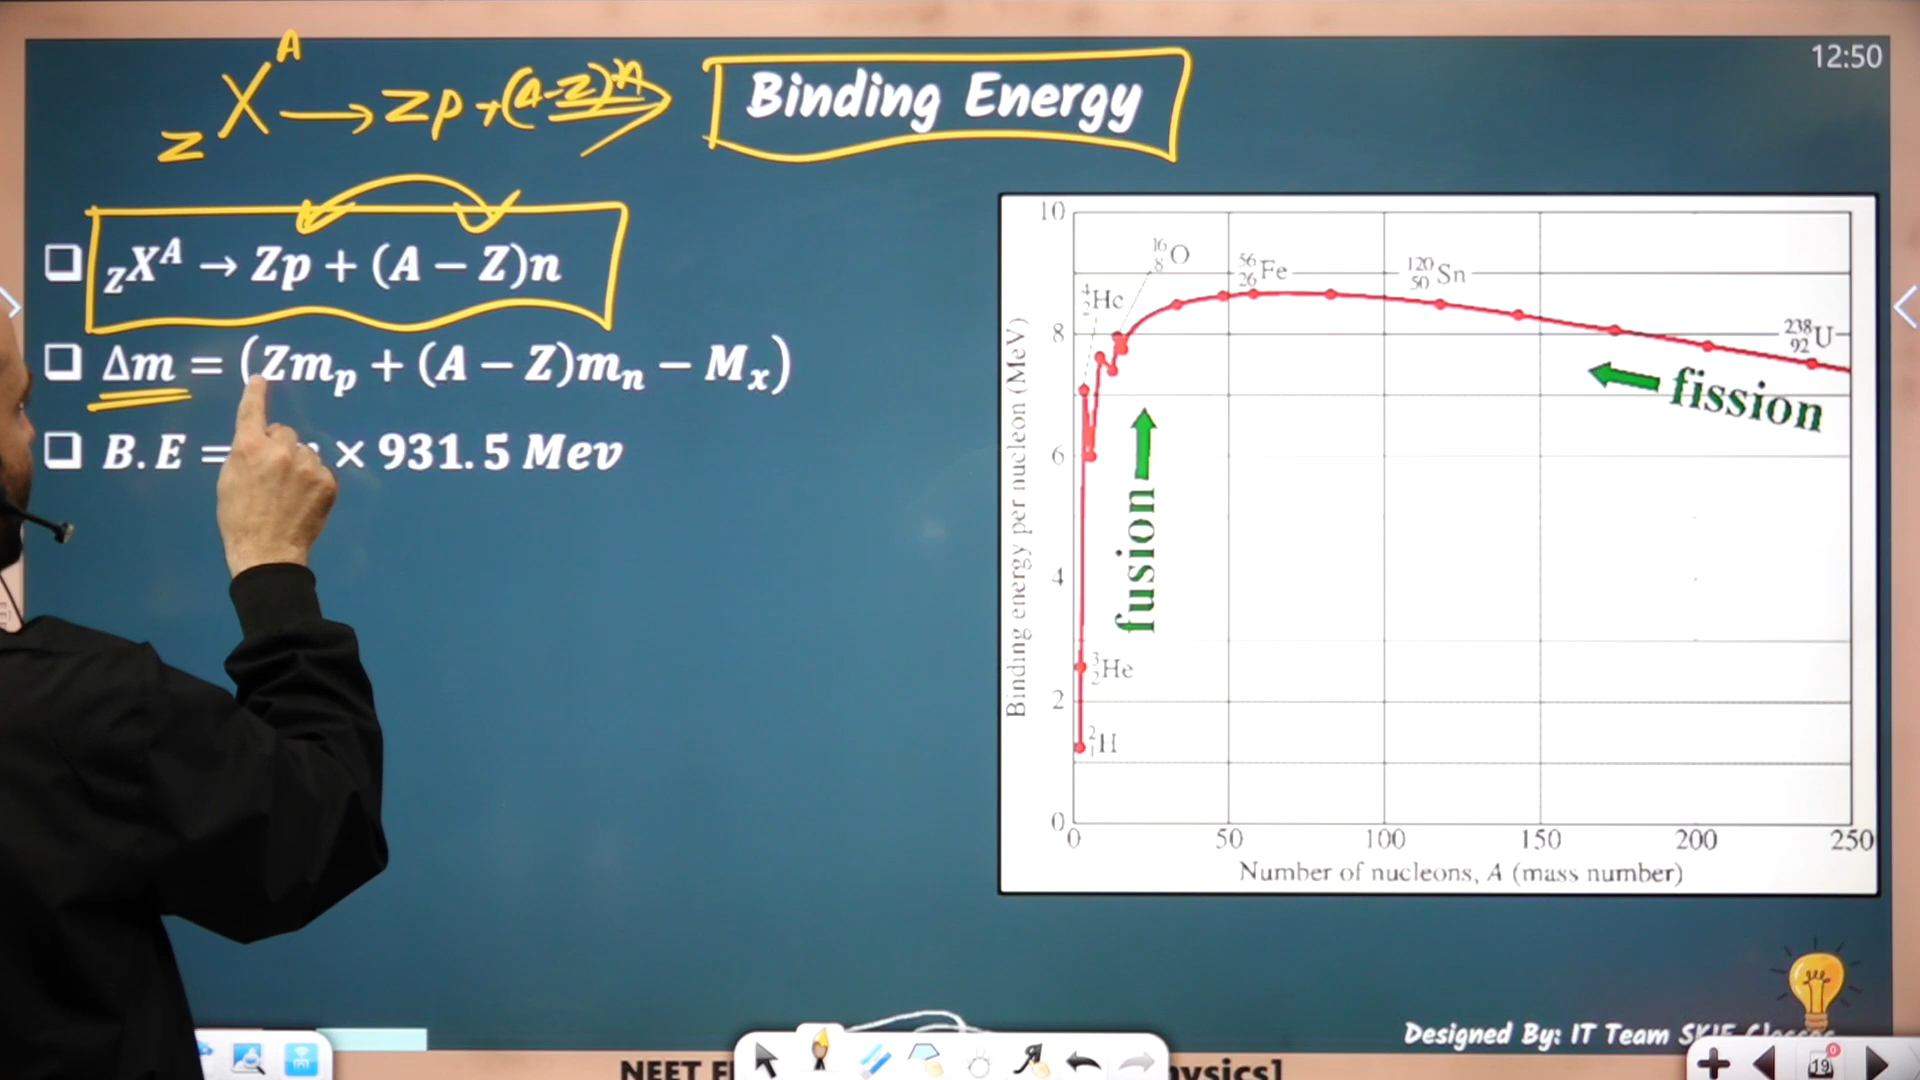 zX^A → Zp + (A-Z)n
Binding Energy
12:50
❑ zX^A → Zp + (A − Z)n
❑ Δm = (Zm_p + (A − Z)m_n − M_x)
❑ B.E = × 931.5 Mev
10
8
6
4
2
0
0 50 100 150 200 250
Binding energy per nucleon (MeV)
Number of nucleons, A (mass number)
16 8 O
56 26 Fe
120 50 Sn
4 2 He
238 92 U
fission
fusion
3 2 He
2 1 H
Designed By: IT Team
NEET
19
0